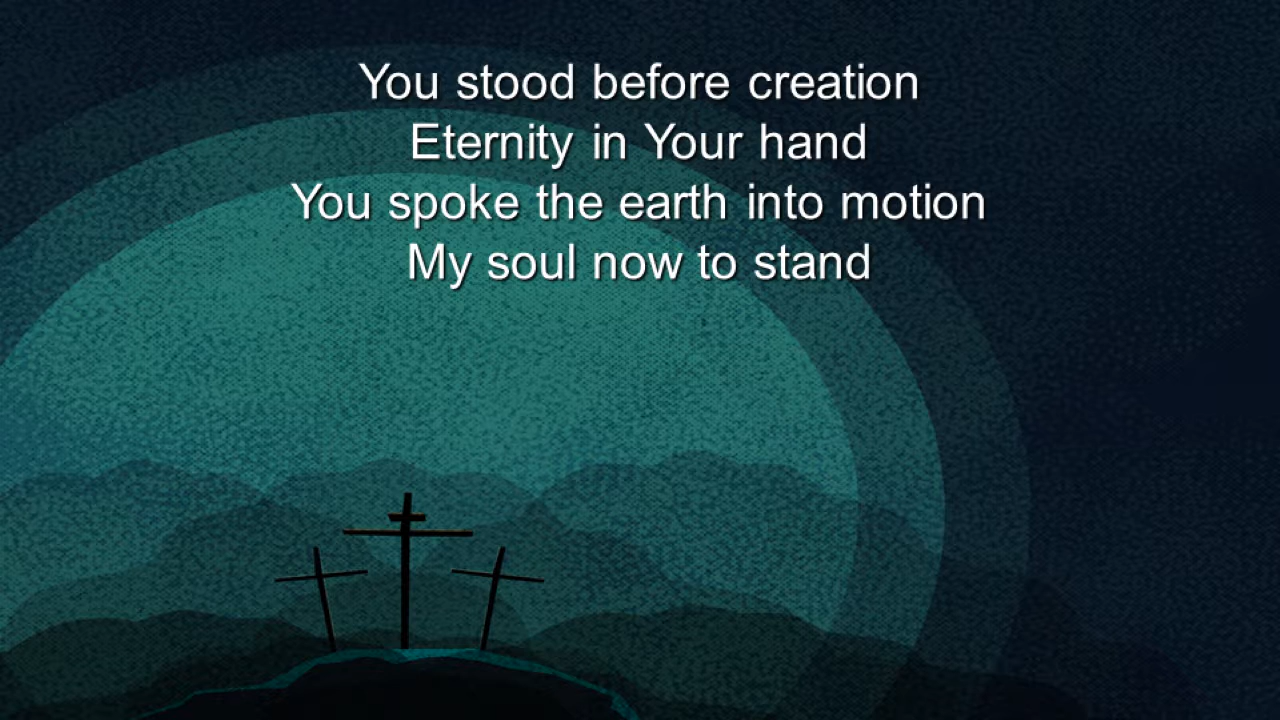 You stood before creation
Eternity in Your hand
You spoke the earth into motion
My soul now to stand